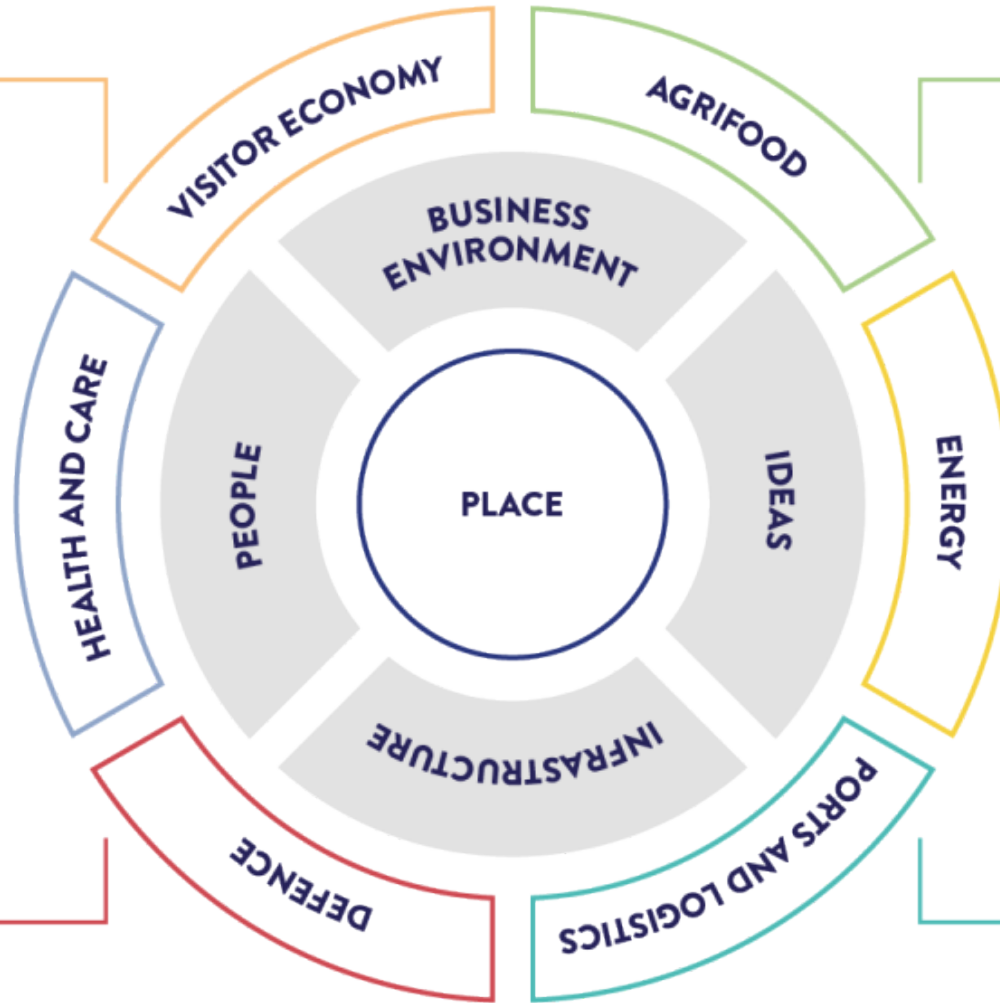 VISITOR ECONOMY
AGRIFOOD
BUSINESS
ENVIRONMENT
HEALTH AND CARE
PEOPLE
PLACE
IDEAS
ENERGY
INFRASTRUCTURE
DEFENCE
PORTS AND LOGISTICS